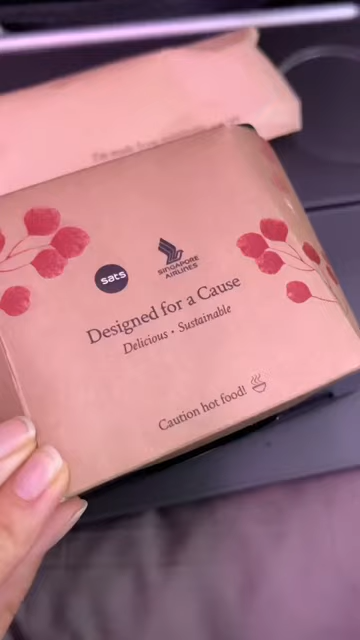 sats
SINGAPORE
AIRLINES
Designed for a Cause
Delicious • Sustainable
Caution hot food!